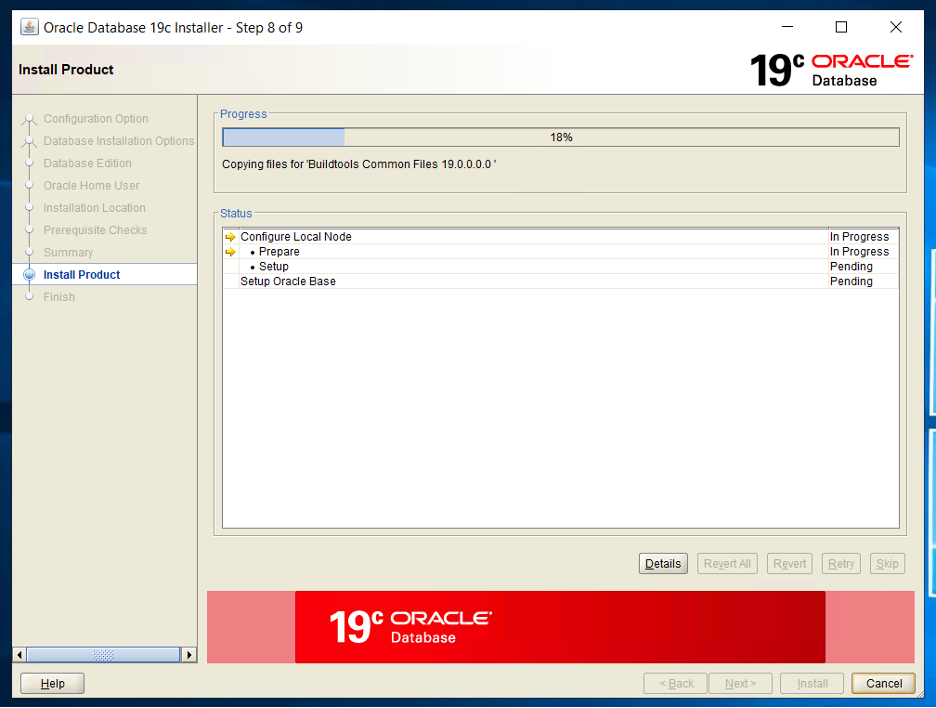 Oracle Database 19c Installer - Step 8 of 9
Install Product
19c ORACLE
Database
Configuration Option
Database Installation Options
Database Edition
Oracle Home User
Installation Location
Prerequisite Checks
Summary
Install Product
Finish
Progress
18%
Copying files for 'Buildtools Common Files 19.0.0.0.0 '
Status
Configure Local Node In Progress
• Prepare In Progress
• Setup Pending
Setup Oracle Base Pending
Details Revert All Revert Retry Skip
19c ORACLE
Database
Help < Back Next > Install Cancel